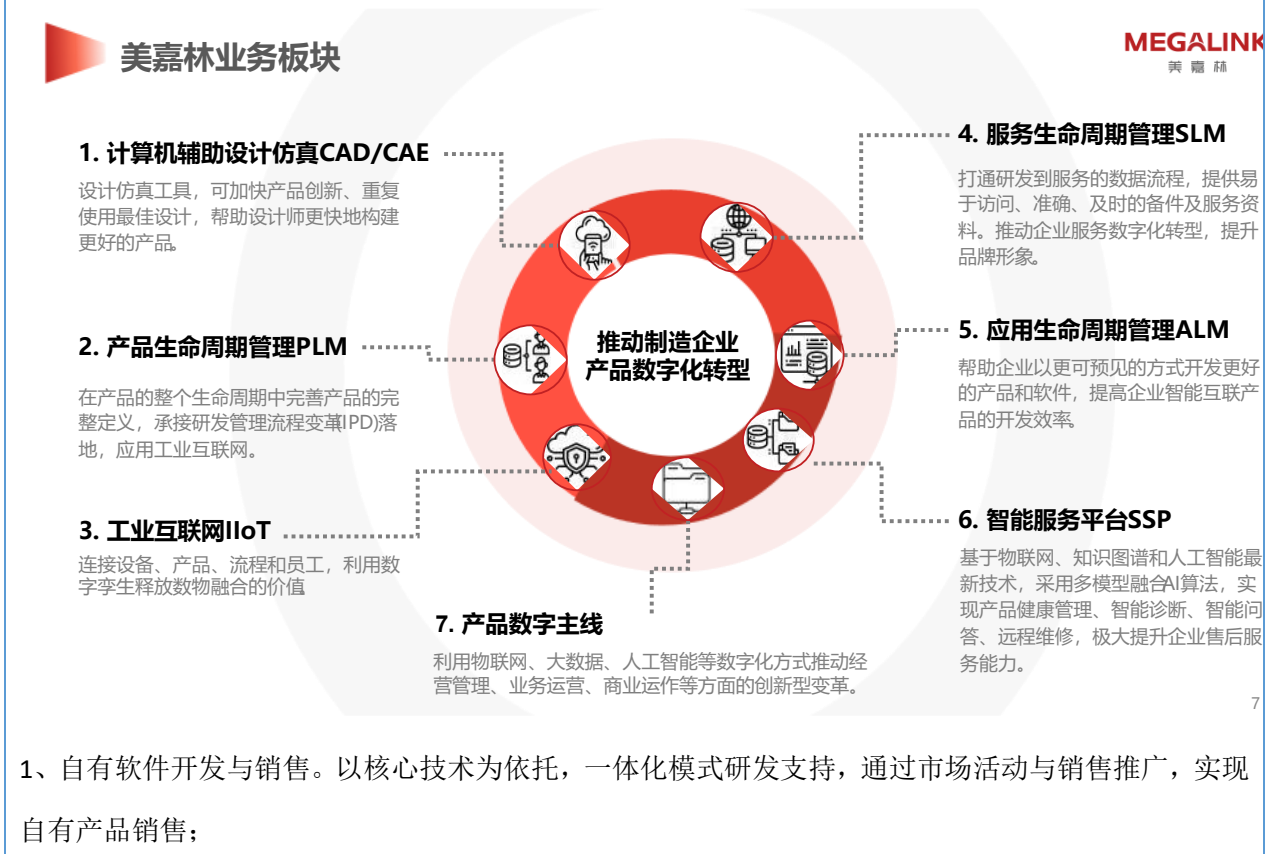 美嘉林业务板块
MEGALINK
美嘉林
1. 计算机辅助设计仿真CAD/CAE
设计仿真工具，可加快产品创新、重复
使用最佳设计，帮助设计师更快地构建
更好的产品。
2. 产品生命周期管理PLM
在产品的整个生命周期中完善产品的完
整定义，承接研发管理流程变革(IPD)落
地，应用工业互联网。
3. 工业互联网IIoT
连接设备、产品、流程和员工，利用数
字孪生释放数物融合的价值
推动制造企业
产品数字化转型
4. 服务生命周期管理SLM
打通研发到服务的数据流程，提供易
于访问、准确、及时的备件及服务资
料。推动企业服务数字化转型，提升
品牌形象。
5. 应用生命周期管理ALM
帮助企业以更可预见的方式开发更好
的产品和软件，提高企业智能互联产
品的开发效率。
6. 智能服务平台SSP
基于物联网、知识图谱和人工智能最
新技术，采用多模型融合AI算法，实
现产品健康管理、智能诊断、智能问
答、远程维修，极大提升企业售后服
务能力。
7. 产品数字主线
利用物联网、大数据、人工智能等数字化方式推动经
营管理、业务运营、商业运作等方面的创新型变革。
7
1、自有软件开发与销售。以核心技术为依托，一体化模式研发支持，通过市场活动与销售推广，实现
自有产品销售；